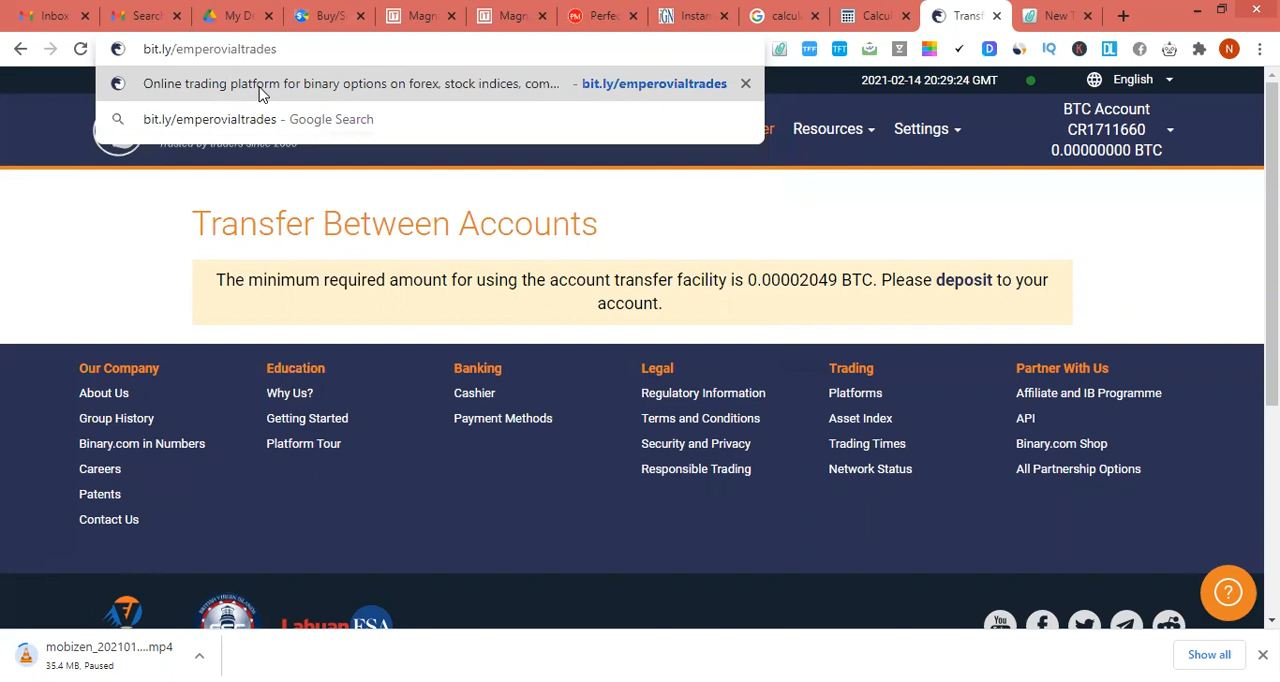 Inbox
Search
My Dr
Buy/S
Magn
Magn
Perfe
Instar
calcul
Calcul
Transf
New T
bit.ly/emperovialtrades
Online trading platform for binary options on forex, stock indices, com... - bit.ly/emperovialtrades
bit.ly/emperovialtrades - Google Search
2021-02-14 20:29:24 GMT
English
Resources
Settings
BTC Account
CR1711660
0.00000000 BTC
Transfer Between Accounts
The minimum required amount for using the account transfer facility is 0.00002049 BTC. Please deposit to your
account.
Our Company Education Banking Legal Trading Partner With Us
About Us Why Us? Cashier Regulatory Information Platforms Affiliate and IB Programme
Group History Getting Started Payment Methods Terms and Conditions Asset Index API
Binary.com in Numbers Platform Tour Security and Privacy Trading Times Binary.com Shop
Careers Responsible Trading Network Status All Partnership Options
Patents
Contact Us
mobizen_202101....mp4
35.4 MB, Paused
Show all